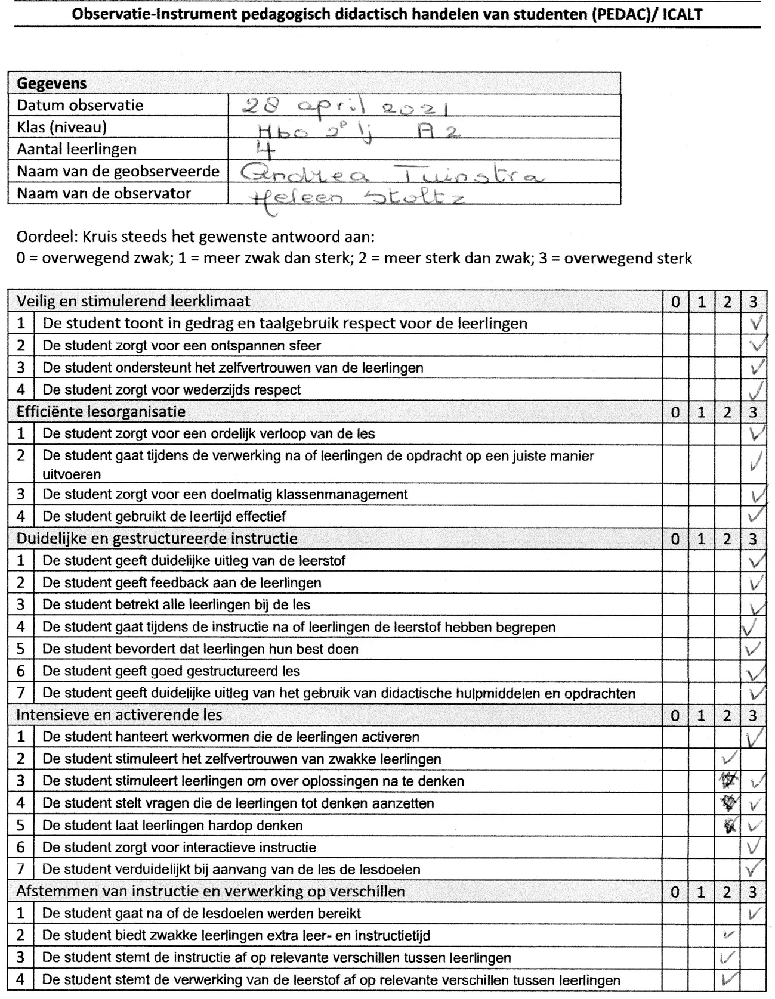 Observatie-Instrument pedagogisch didactisch handelen van studenten (PEDAC)/ ICALT
Gegevens
Datum observatie 28 april 2021
Klas (niveau) Hbo 2e lj A2
Aantal leerlingen 4
Naam van de geobserveerde Andrea Tuinstra
Naam van de observator Heleen Stoltz
Oordeel: Kruis steeds het gewenste antwoord aan:
0 = overwegend zwak; 1 = meer zwak dan sterk; 2 = meer sterk dan zwak; 3 = overwegend sterk
Veilig en stimulerend leerklimaat 0 1 2 3
1 De student toont in gedrag en taalgebruik respect voor de leerlingen ✓
2 De student zorgt voor een ontspannen sfeer ✓
3 De student ondersteunt het zelfvertrouwen van de leerlingen ✓
4 De student zorgt voor wederzijds respect ✓
Efficiënte lesorganisatie 0 1 2 3
1 De student zorgt voor een ordelijk verloop van de les ✓
2 De student gaat tijdens de verwerking na of leerlingen de opdracht op een juiste manier
uitvoeren ✓
3 De student zorgt voor een doelmatig klassenmanagement ✓
4 De student gebruikt de leertijd effectief ✓
Duidelijke en gestructureerde instructie 0 1 2 3
1 De student geeft duidelijke uitleg van de leerstof ✓
2 De student geeft feedback aan de leerlingen ✓
3 De student betrekt alle leerlingen bij de les ✓
4 De student gaat tijdens de instructie na of leerlingen de leerstof hebben begrepen ✓
5 De student bevordert dat leerlingen hun best doen ✓
6 De student geeft goed gestructureerd les ✓
7 De student geeft duidelijke uitleg van het gebruik van didactische hulpmiddelen en opdrachten ✓
Intensieve en activerende les 0 1 2 3
1 De student hanteert werkvormen die de leerlingen activeren ✓
2 De student stimuleert het zelfvertrouwen van zwakke leerlingen ✓
3 De student stimuleert leerlingen om over oplossingen na te denken ✓
4 De student stelt vragen die de leerlingen tot denken aanzetten ✓
5 De student laat leerlingen hardop denken ✓
6 De student zorgt voor interactieve instructie ✓
7 De student verduidelijkt bij aanvang van de les de lesdoelen ✓
Afstemmen van instructie en verwerking op verschillen 0 1 2 3
1 De student gaat na of de lesdoelen werden bereikt ✓
2 De student biedt zwakke leerlingen extra leer- en instructietijd ✓
3 De student stemt de instructie af op relevante verschillen tussen leerlingen ✓
4 De student stemt de verwerking van de leerstof af op relevante verschillen tussen leerlingen ✓